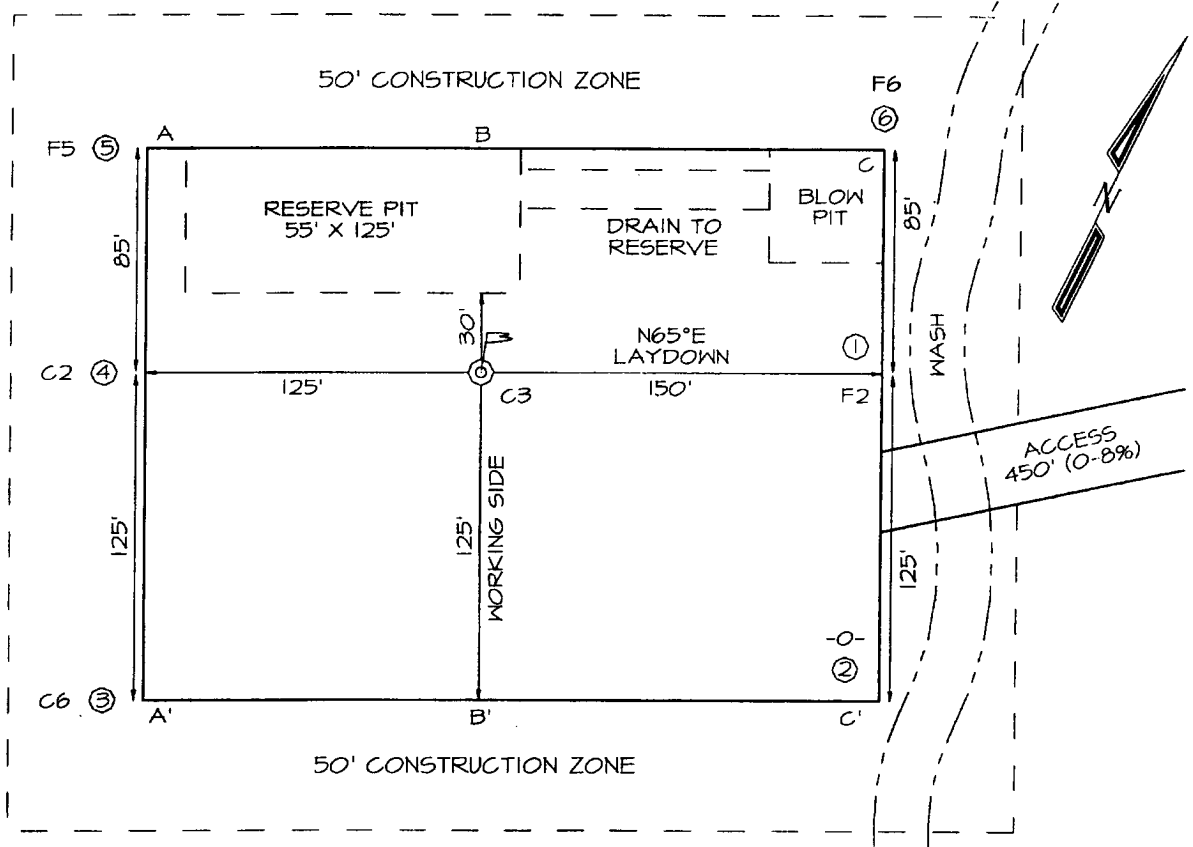 50' CONSTRUCTION ZONE
F6
⑥
A
B
F5 ⑤
C
RESERVE PIT
55' X 125'
BLOW
PIT
DRAIN TO
RESERVE
85'
85'
N
30'
N65°E
LAYDOWN
①
WASH
C2 ④
125'
C3
150'
F2
ACCESS
450' (0-8%)
125'
125'
WORKING SIDE
125'
-0-
②
C6 ③
A'
B'
C'
50' CONSTRUCTION ZONE